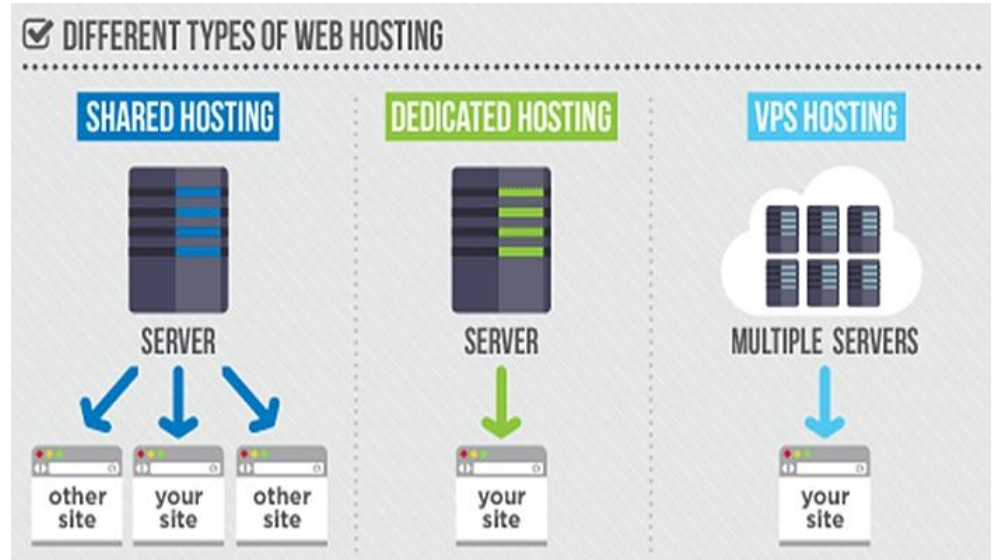 DIFFERENT TYPES OF WEB HOSTING
SHARED HOSTING
SERVER
other site
your site
other site
DEDICATED HOSTING
SERVER
your site
VPS HOSTING
MULTIPLE SERVERS
your site